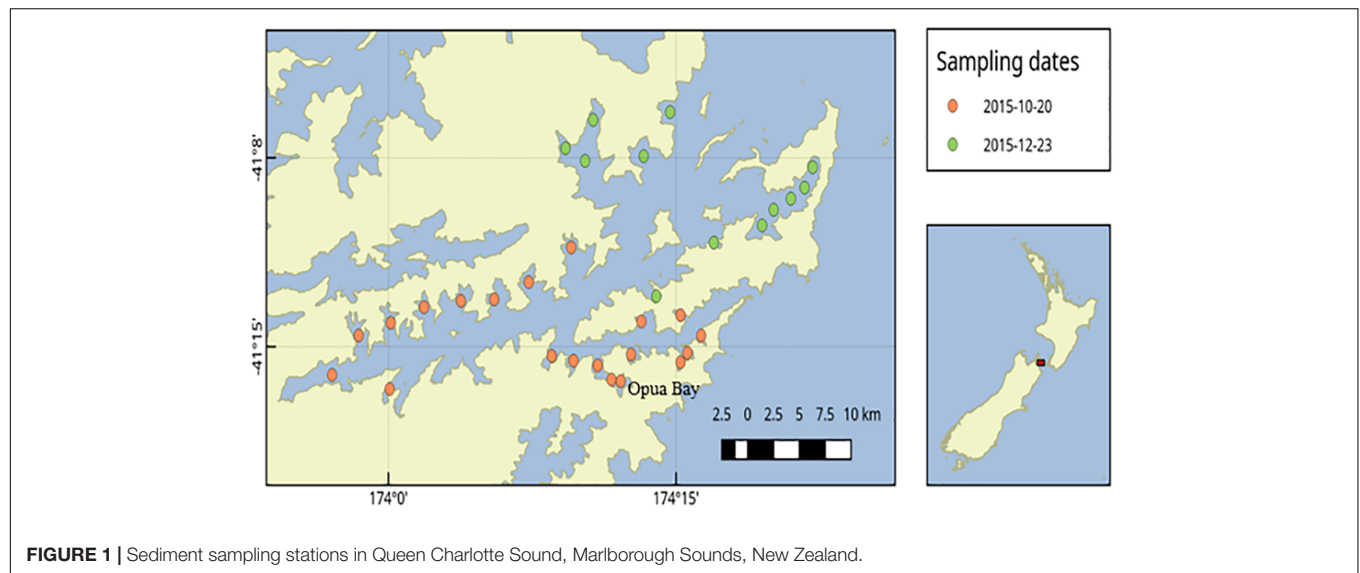 Sampling dates
2015-10-20
2015-12-23
-41°8'
-41°15'
Opua Bay
2.5 0 2.5 5 7.5 10 km
174°0' 174°15'
FIGURE 1 | Sediment sampling stations in Queen Charlotte Sound, Marlborough Sounds, New Zealand.